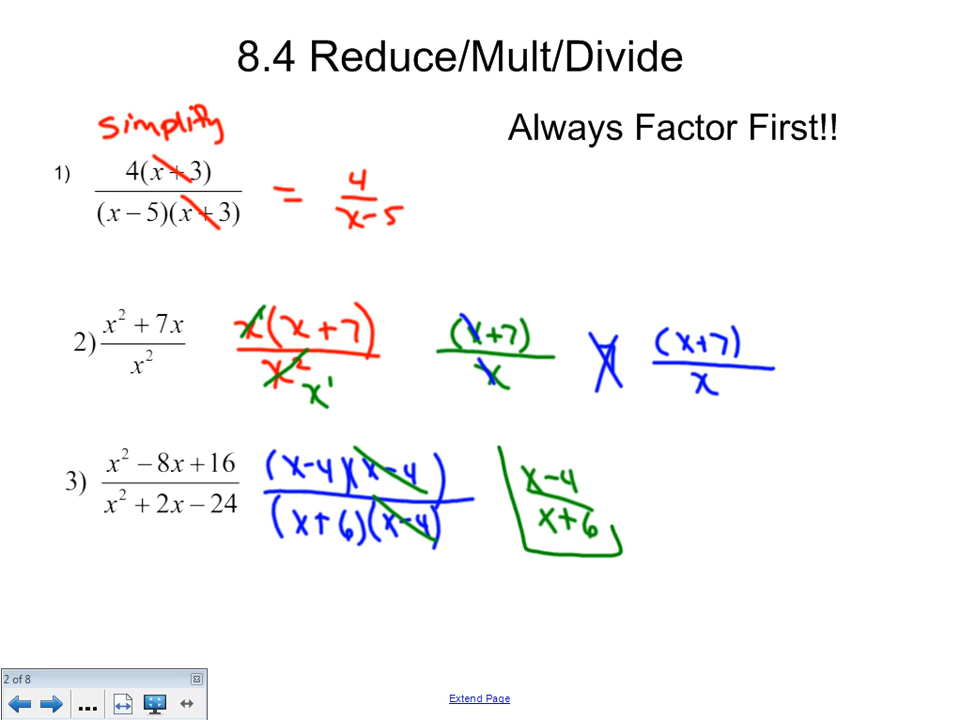 8.4 Reduce/Mult/Divide
simplify
Always Factor First!!
1) 4(x + 3) / (x − 5)(x + 3) = 4 / x − 5
2) x² + 7x / x² x(x + 7) / x² x¹ (x+7) / x 7 (x+7) / x
3) x² − 8x + 16 / x² + 2x − 24 (x−4)(x−4) / (x+6)(x−4) x−4 / x+6
2 of 8
...
Extend Page